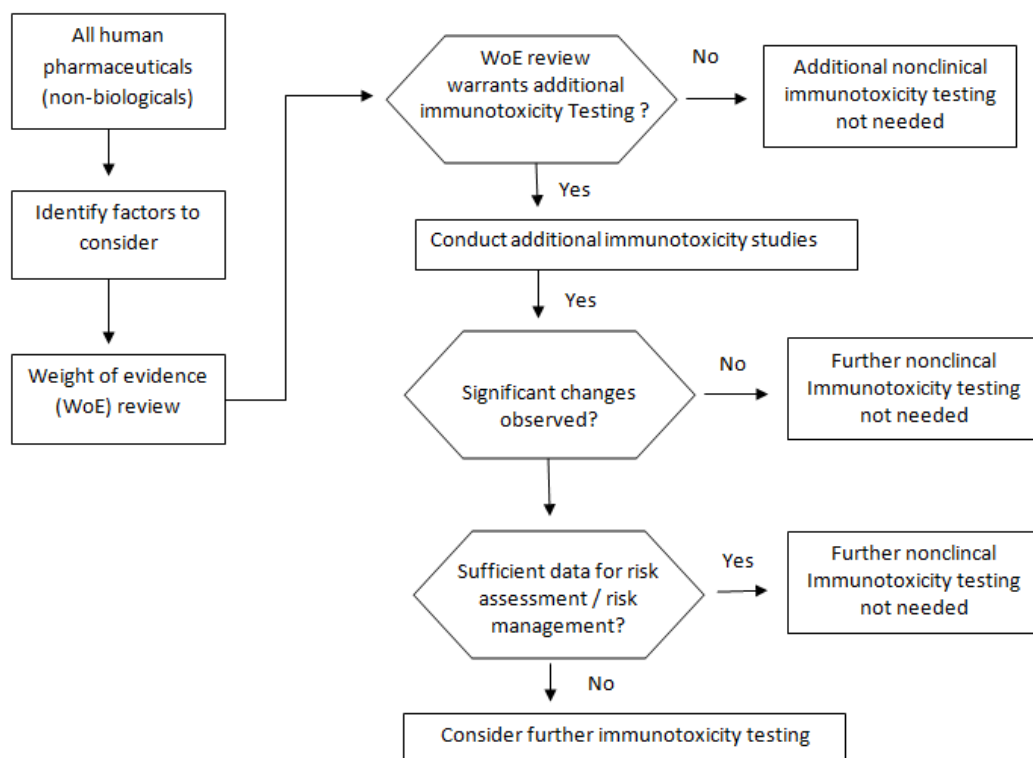 All human
pharmaceuticals
(non-biologicals)
Identify factors to
consider
Weight of evidence
(WoE) review
WoE review
warrants additional
immunotoxicity Testing ?
No
Additional nonclinical
immunotoxicity testing
not needed
Yes
Conduct additional immunotoxicity studies
Yes
Significant changes
observed?
No
Further nonclincal
Immunotoxicity testing
not needed
Sufficient data for risk
assessment / risk
management?
Yes
Further nonclincal
Immunotoxicity testing
not needed
No
Consider further immunotoxicity testing